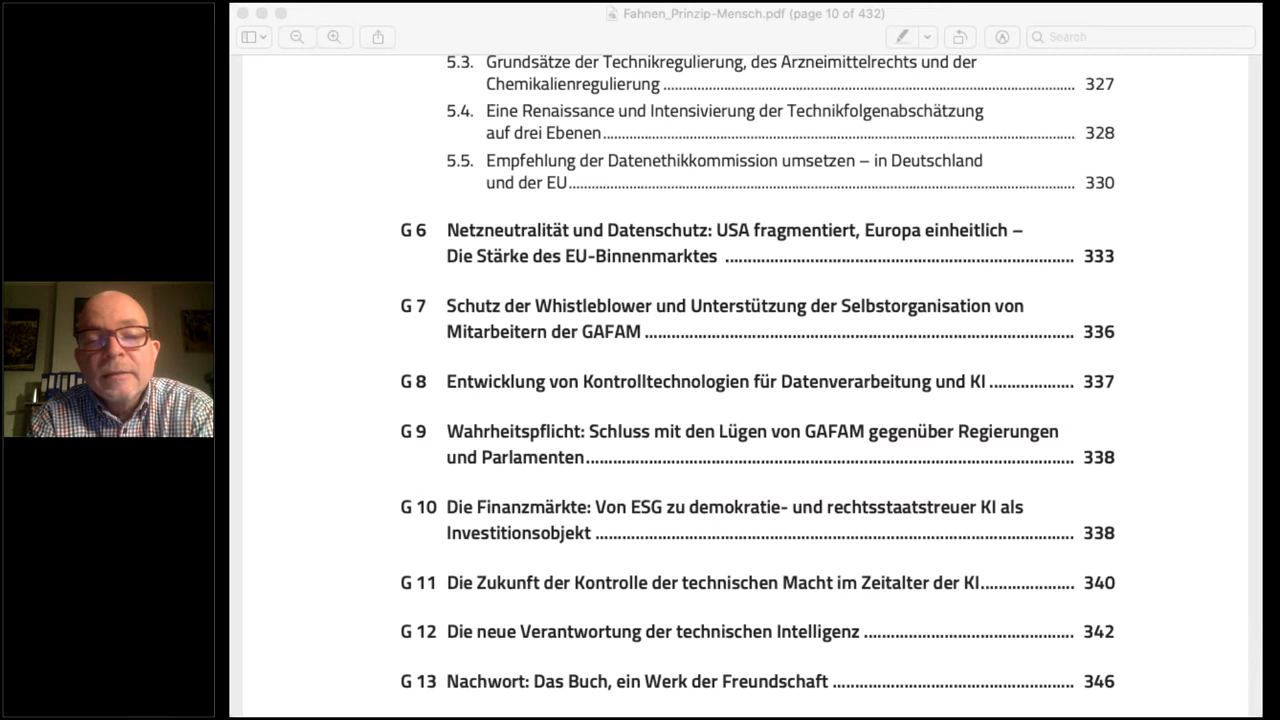 Fahnen_Prinzip-Mensch.pdf (page 10 of 432)
Search
5.3. Grundsätze der Technikregulierung, des Arzneimittelrechts und der
Chemikalienregulierung 327
5.4. Eine Renaissance und Intensivierung der Technikfolgenabschätzung
auf drei Ebenen 328
5.5. Empfehlung der Datenethikkommission umsetzen – in Deutschland
und der EU 330
G 6 Netzneutralität und Datenschutz: USA fragmentiert, Europa einheitlich –
Die Stärke des EU-Binnenmarktes 333
G 7 Schutz der Whistleblower und Unterstützung der Selbstorganisation von
Mitarbeitern der GAFAM 336
G 8 Entwicklung von Kontrolltechnologien für Datenverarbeitung und KI 337
G 9 Wahrheitspflicht: Schluss mit den Lügen von GAFAM gegenüber Regierungen
und Parlamenten 338
G 10 Die Finanzmärkte: Von ESG zu demokratie- und rechtsstaatstreuer KI als
Investitionsobjekt 338
G 11 Die Zukunft der Kontrolle der technischen Macht im Zeitalter der KI 340
G 12 Die neue Verantwortung der technischen Intelligenz 342
G 13 Nachwort: Das Buch, ein Werk der Freundschaft 346